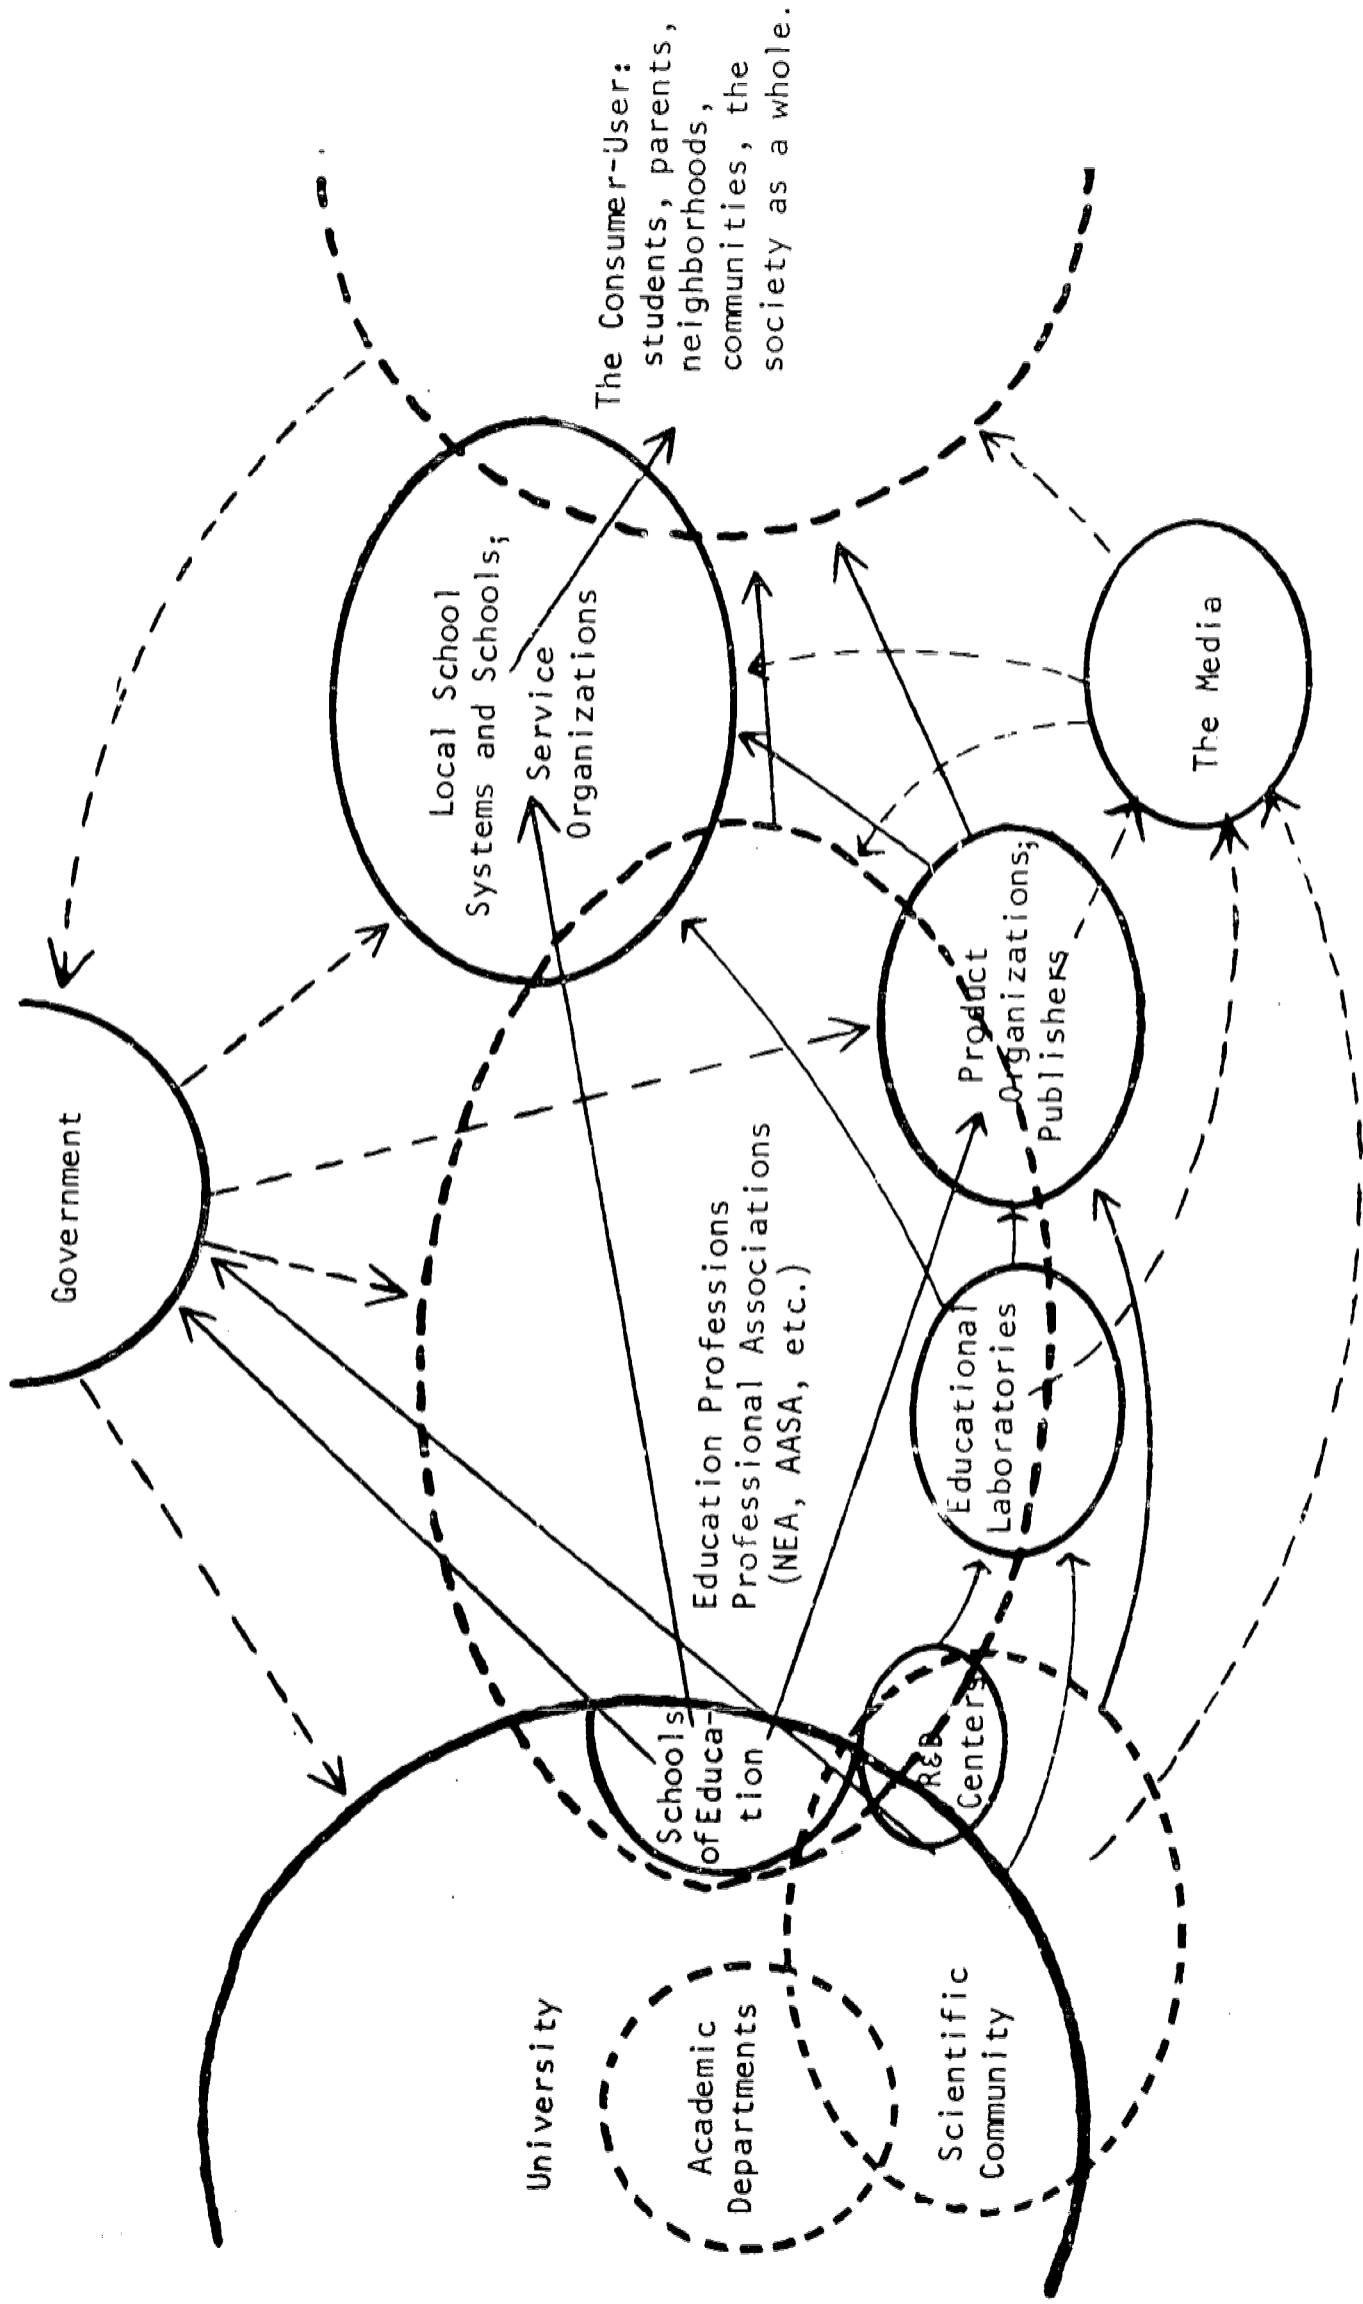 Government
University
Academic
Departments
Scientific
Community
Schools
of Educa-
tion
R&D
Centers
Education Professions
Professional Associations
(NEA, AASA, etc.)
Educational
Laboratories
Product
Organizations;
Publishers
Local School
Systems and Schools;
Service
Organizations
The Media
The Consumer-User:
students, parents,
neighborhoods,
communities, the
society as a whole.